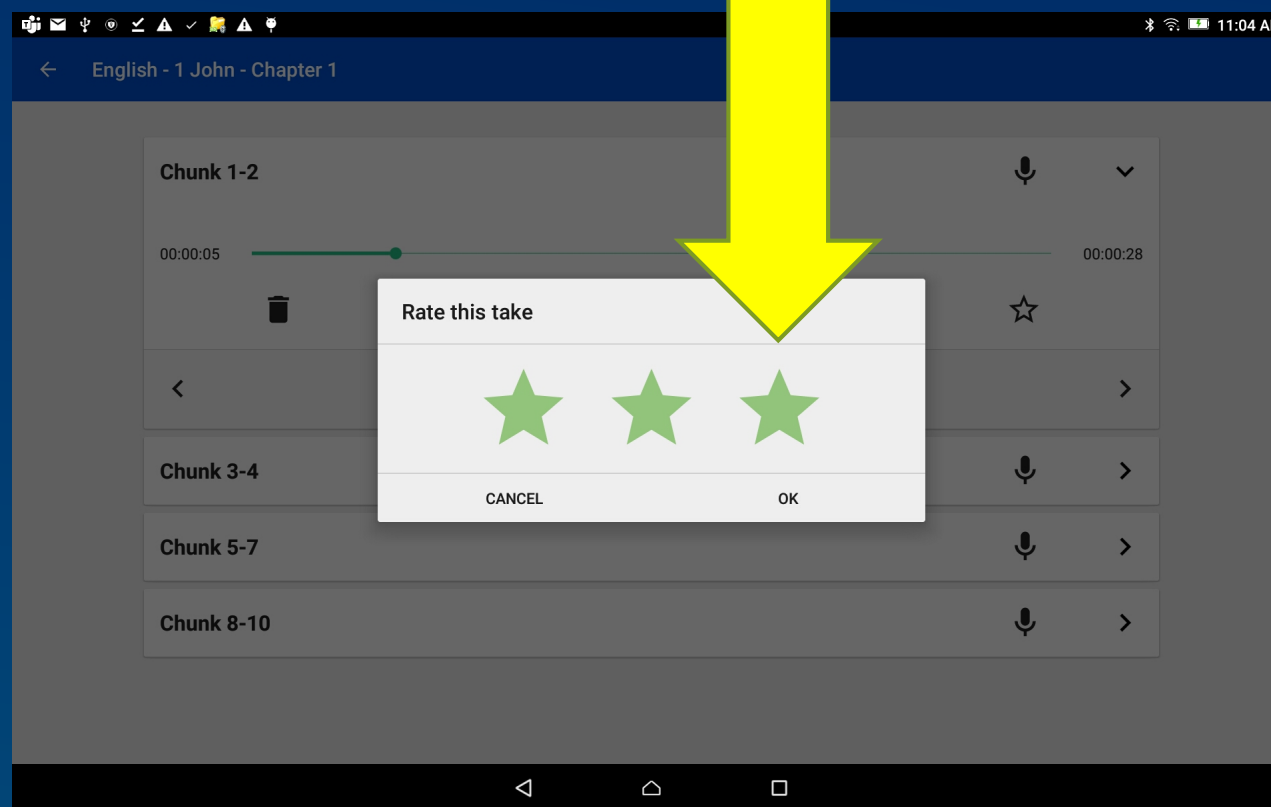 11:04 A
English - 1 John - Chapter 1
Chunk 1-2
00:00:05
00:00:28
Rate this take
CANCEL
OK
Chunk 3-4
Chunk 5-7
Chunk 8-10